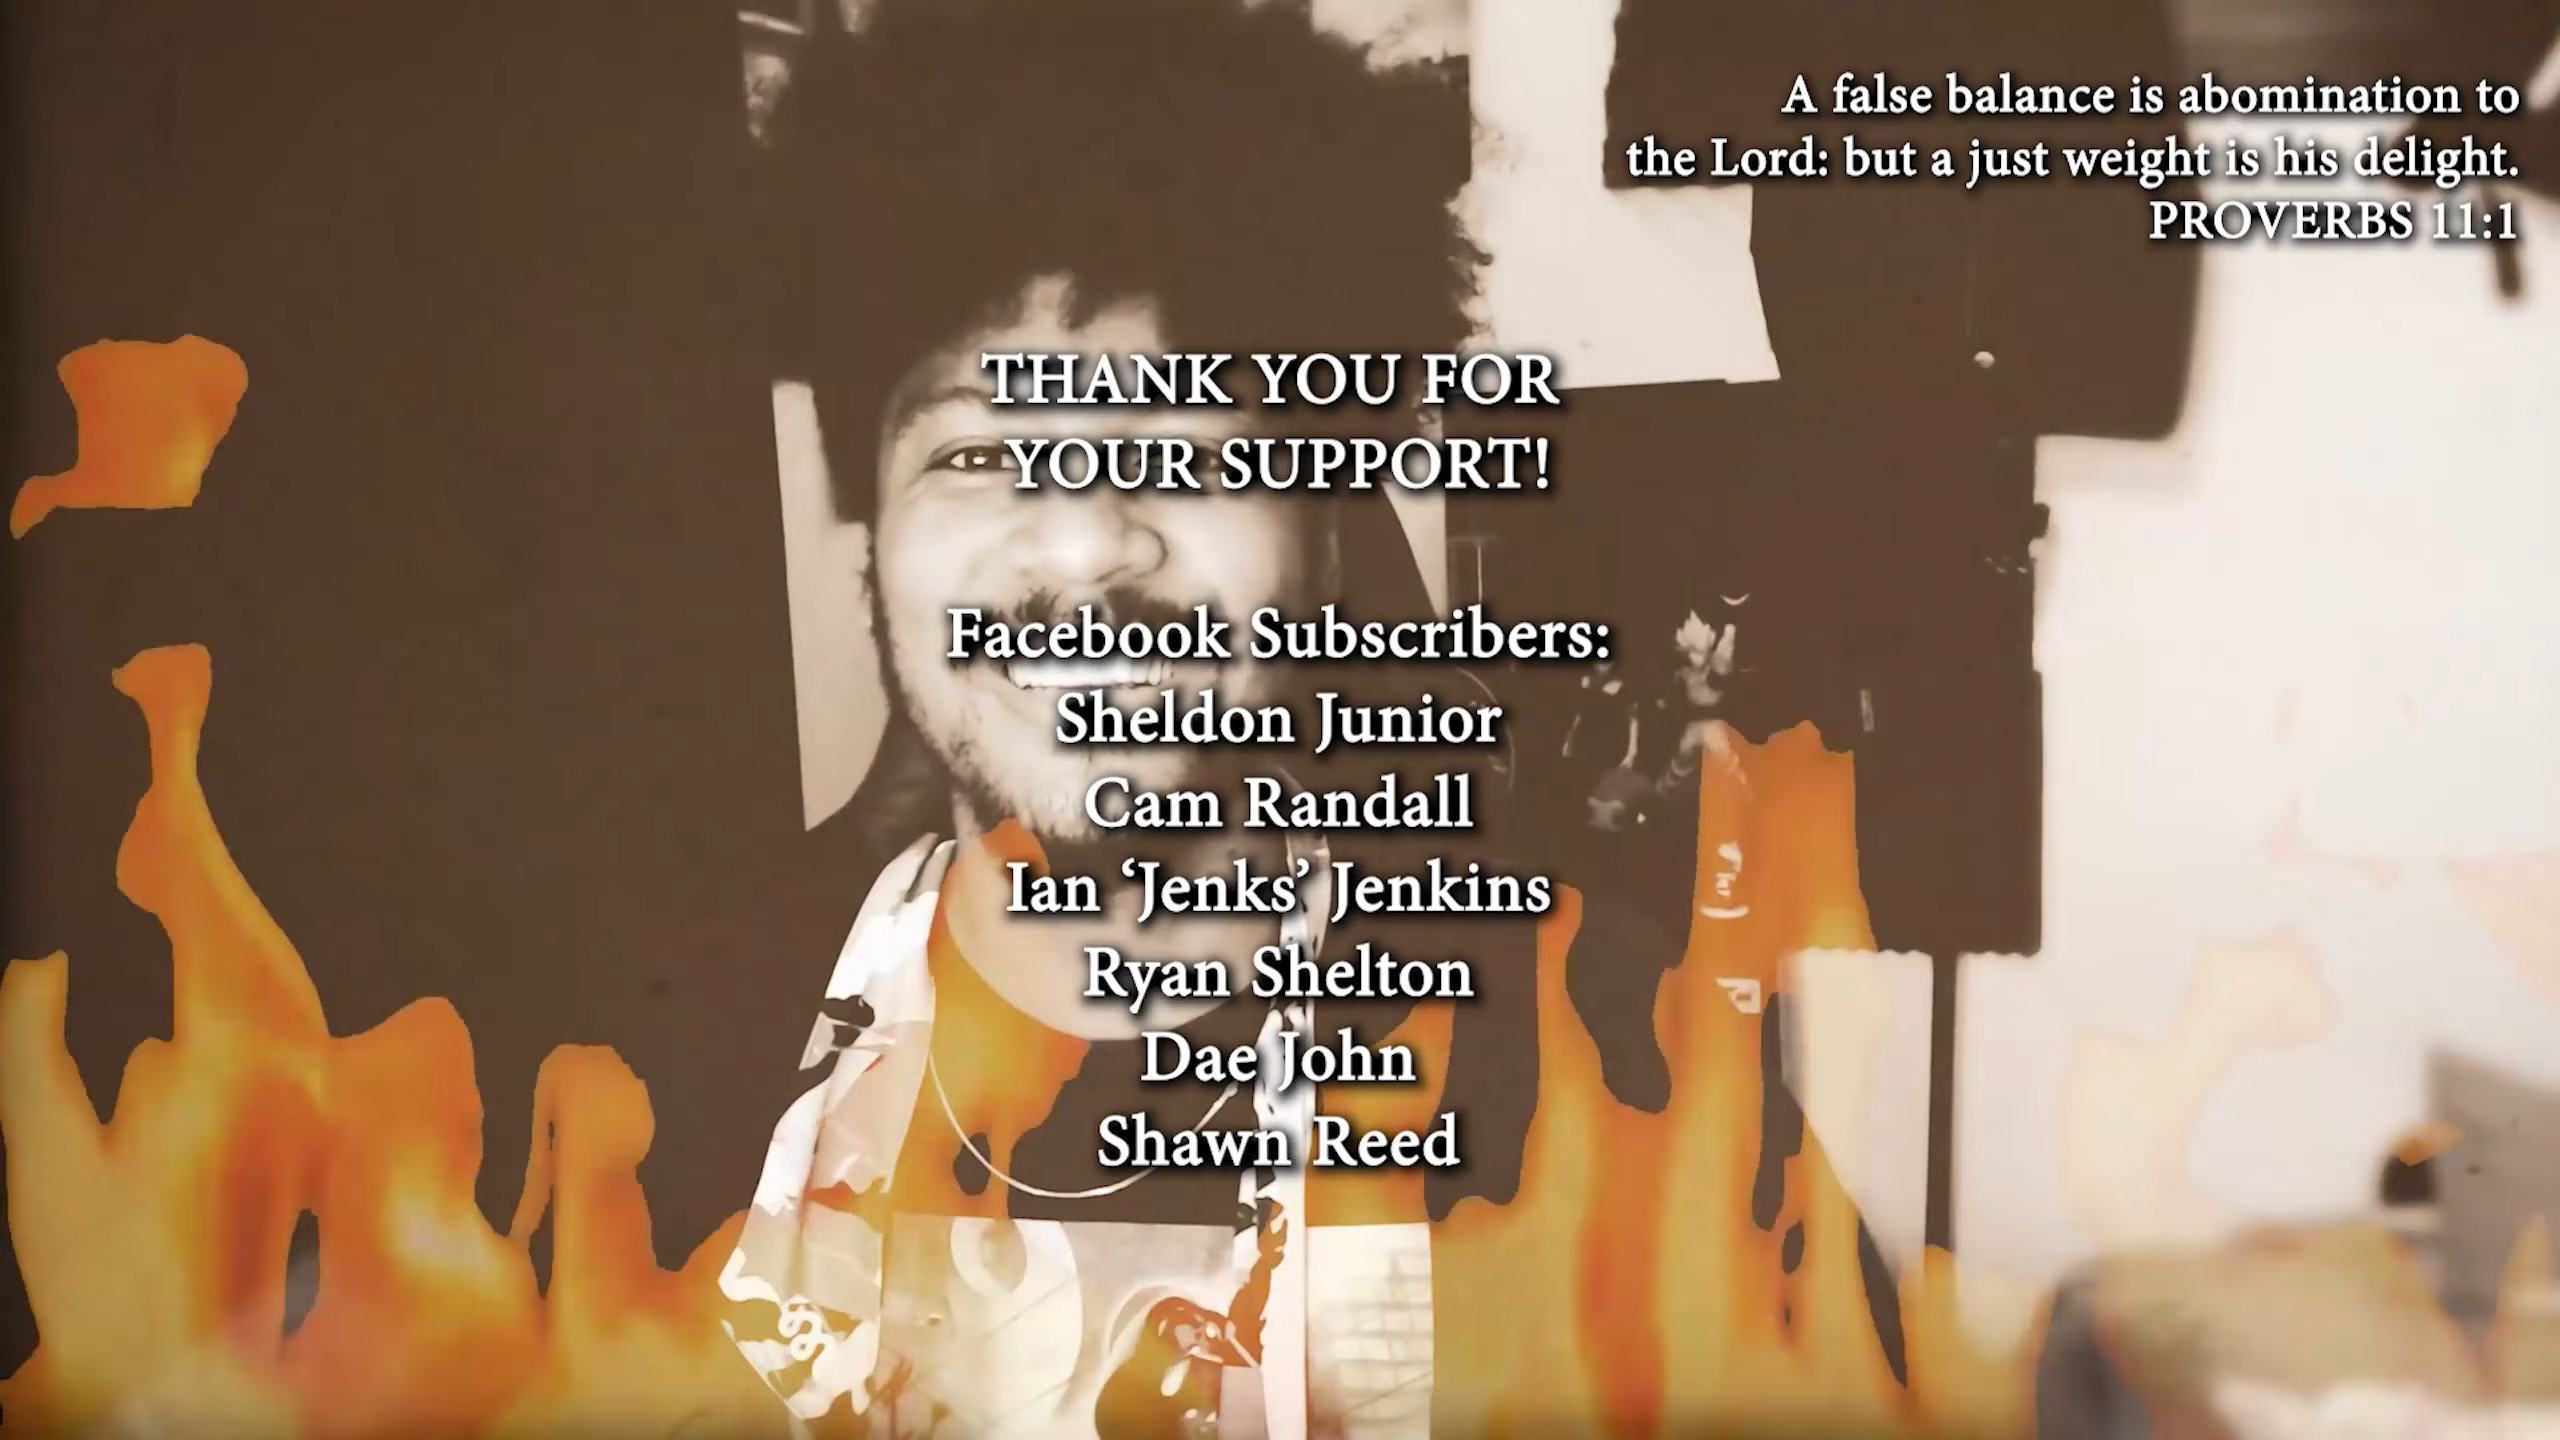 A false balance is abomination to
the Lord: but a just weight is his delight.
PROVERBS 11:1
THANK YOU FOR
YOUR SUPPORT!
Facebook Subscribers:
Sheldon Junior
Cam Randall
Ian ‘Jenks’ Jenkins
Ryan Shelton
Dae John
Shawn Reed